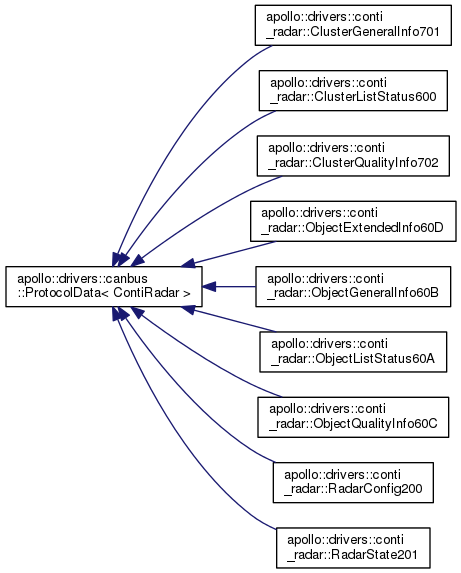 apollo::drivers::conti
_radar::ClusterGeneralInfo701
apollo::drivers::conti
_radar::ClusterListStatus600
apollo::drivers::conti
_radar::ClusterQualityInfo702
apollo::drivers::conti
_radar::ObjectExtendedInfo60D
apollo::drivers::canbus
::ProtocolData< ContiRadar >
apollo::drivers::conti
_radar::ObjectGeneralInfo60B
apollo::drivers::conti
_radar::ObjectListStatus60A
apollo::drivers::conti
_radar::ObjectQualityInfo60C
apollo::drivers::conti
_radar::RadarConfig200
apollo::drivers::conti
_radar::RadarState201